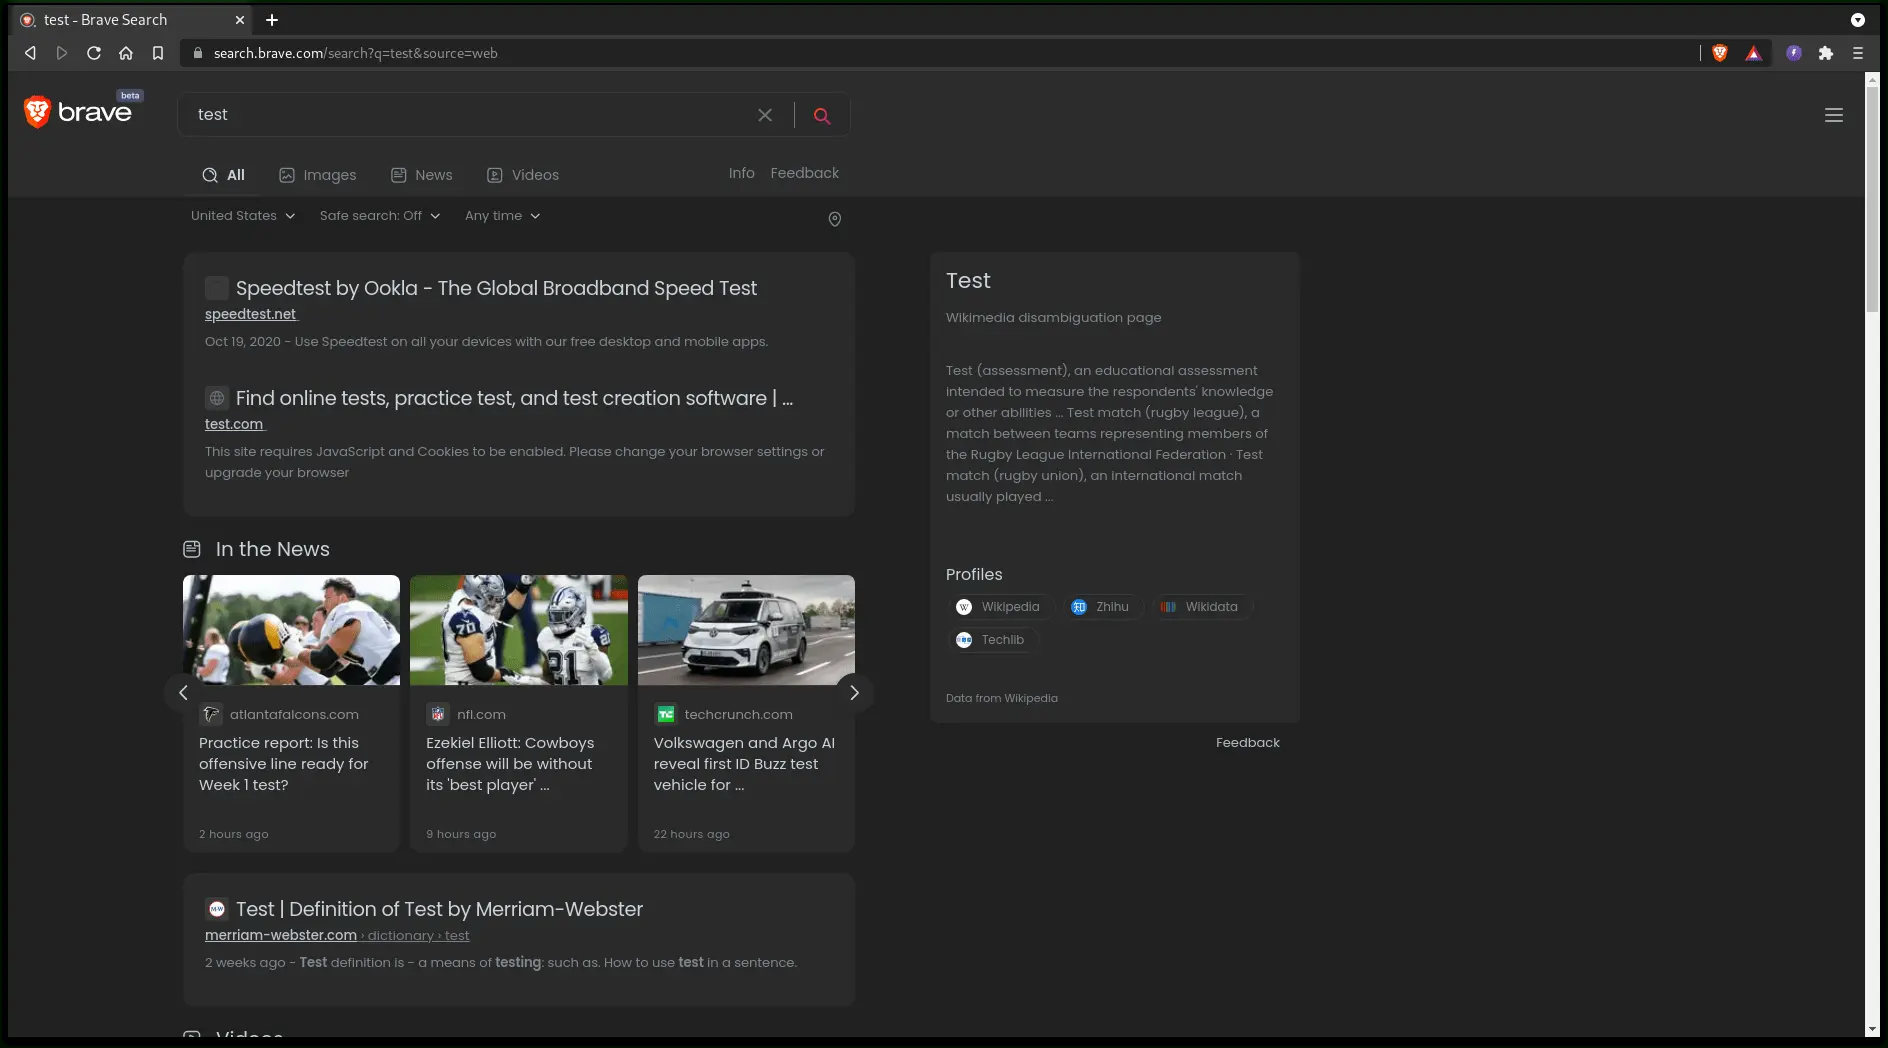 test - Brave Search
search.brave.com/search?q=test&source=web
brave
beta
test
All
Images
News
Videos
Info
Feedback
United States
Safe search: Off
Any time
Speedtest by Ookla - The Global Broadband Speed Test
speedtest.net
Oct 19, 2020 - Use Speedtest on all your devices with our free desktop and mobile apps.
Find online tests, practice test, and test creation software | ...
test.com
This site requires JavaScript and Cookies to be enabled. Please change your browser settings or
upgrade your browser
In the News
atlantafalcons.com
Practice report: Is this
offensive line ready for
Week 1 test?
2 hours ago
70
21
nfl.com
Ezekiel Elliott: Cowboys
offense will be without
its 'best player' ...
9 hours ago
TC
techcrunch.com
Volkswagen and Argo AI
reveal first ID Buzz test
vehicle for ...
22 hours ago
Test | Definition of Test by Merriam-Webster
merriam-webster.com › dictionary › test
2 weeks ago - Test definition is - a means of testing: such as. How to use test in a sentence.
Videos
Test
Wikimedia disambiguation page
Test (assessment), an educational assessment
intended to measure the respondents' knowledge
or other abilities ... Test match (rugby league), a
match between teams representing members of
the Rugby League International Federation · Test
match (rugby union), an international match
usually played ...
Profiles
W Wikipedia
知 Zhihu
Wikidata
Techlib
Data from Wikipedia
Feedback